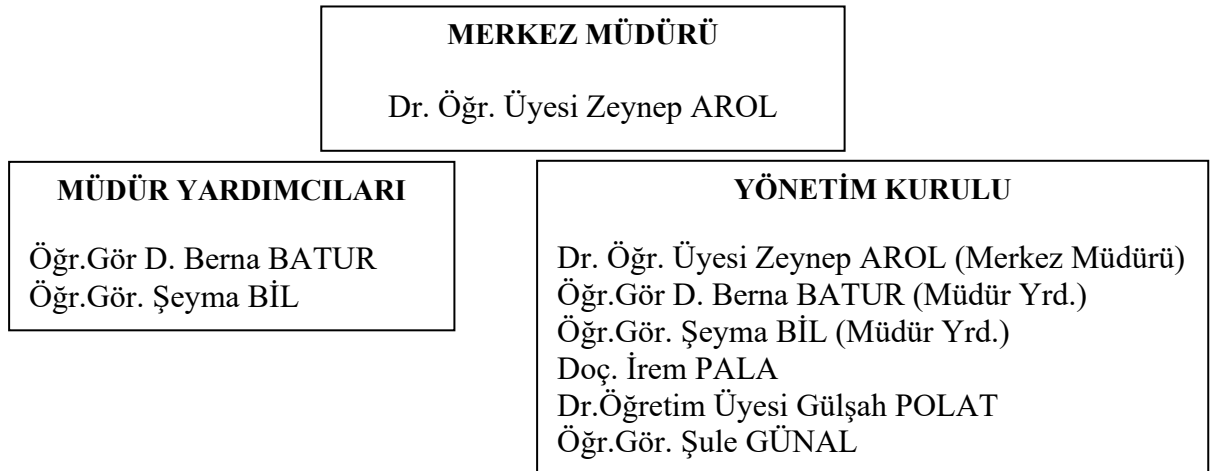 MERKEZ MÜDÜRÜ
Dr. Öğr. Üyesi Zeynep AROL
MÜDÜR YARDIMCILARI
Öğr.Gör D. Berna BATUR
Öğr.Gör. Şeyma BİL
YÖNETİM KURULU
Dr. Öğr. Üyesi Zeynep AROL (Merkez Müdürü)
Öğr.Gör D. Berna BATUR (Müdür Yrd.)
Öğr.Gör. Şeyma BİL (Müdür Yrd.)
Doç. İrem PALA
Dr.Öğretim Üyesi Gülşah POLAT
Öğr.Gör. Şule GÜNAL